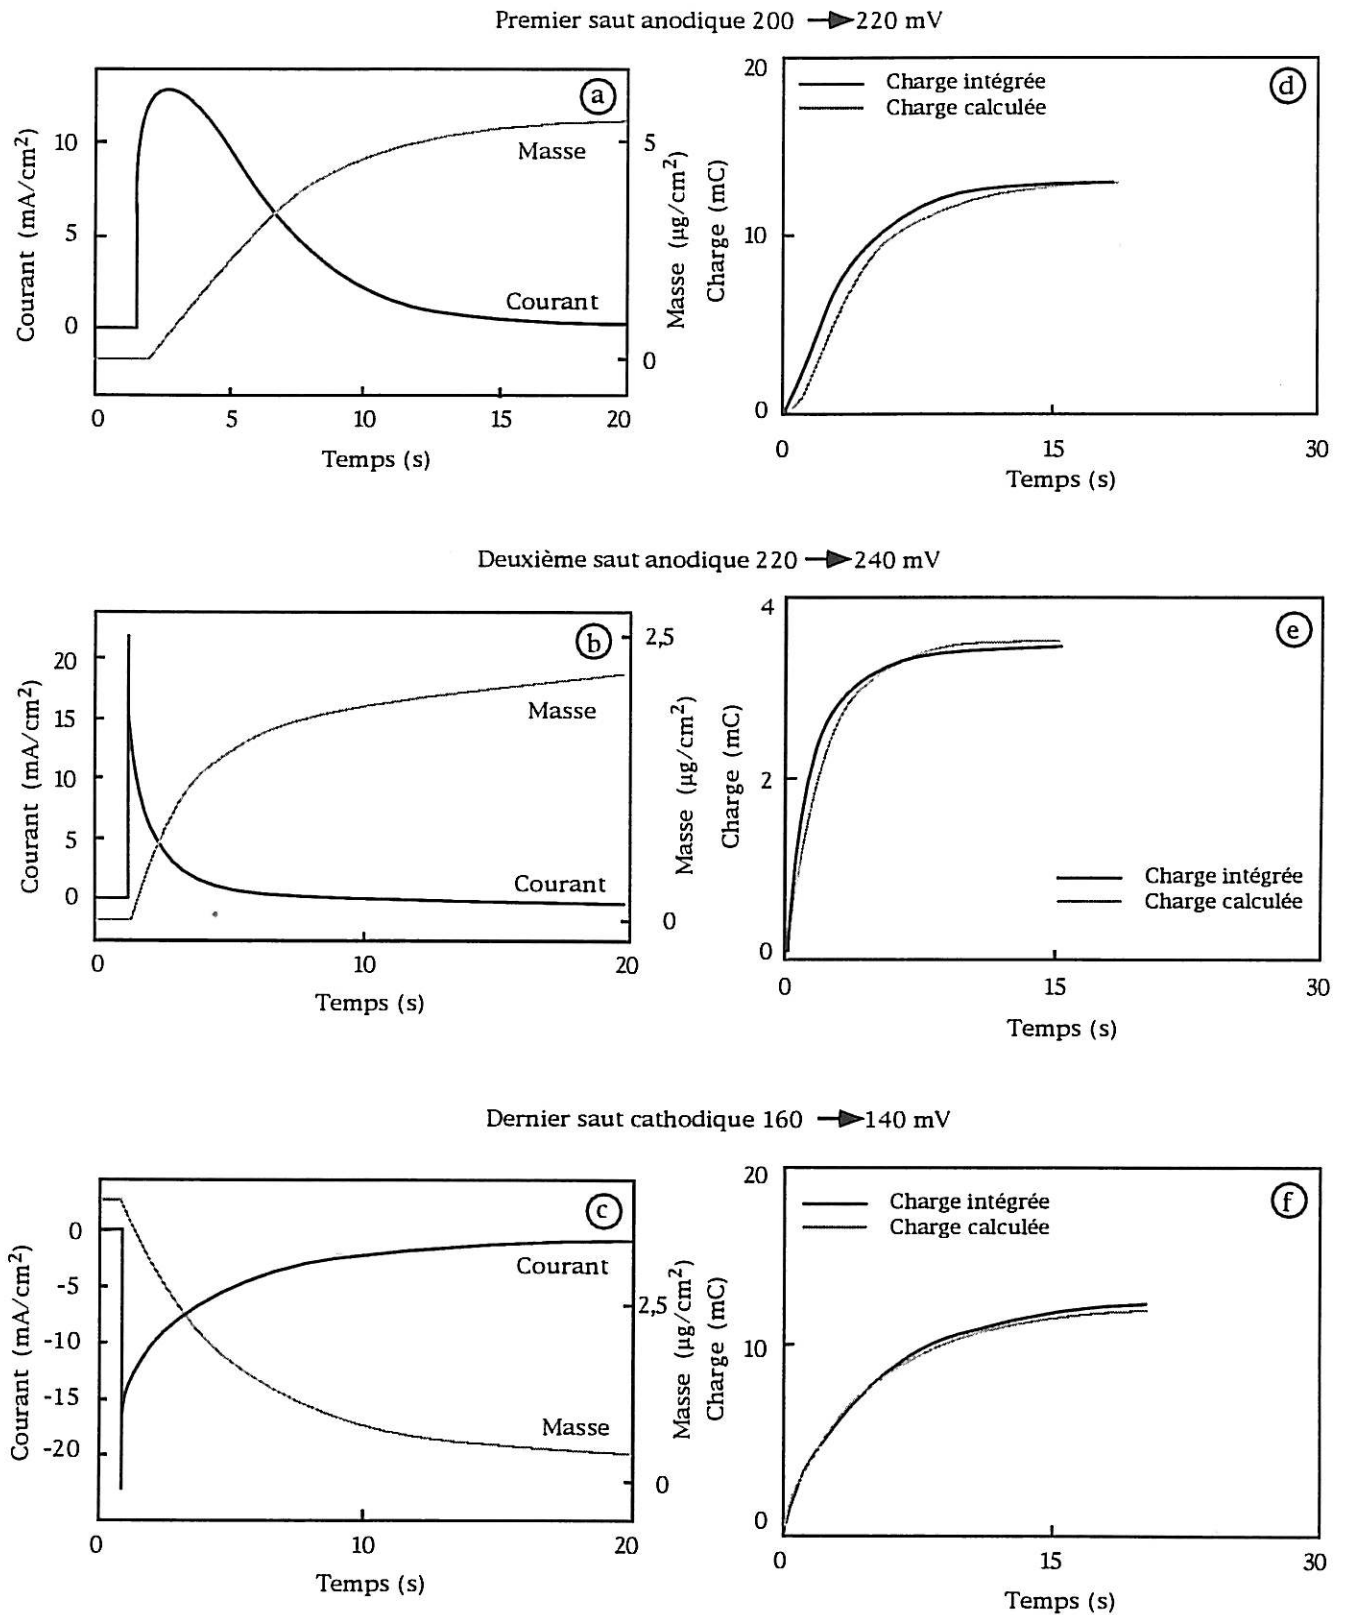 Premier saut anodique 200 → 220 mV
a
Courant (mA/cm²)
10
5
0
Masse
Courant
5
0
Masse (µg/cm²)
0 5 10 15 20
Temps (s)
d
Charge intégrée
Charge calculée
Charge (mC)
20
10
0
0 15 30
Temps (s)
Deuxième saut anodique 220 → 240 mV
b
Courant (mA/cm²)
20
15
10
5
0
Masse
Courant
2,5
0
Masse (µg/cm²)
0 10 20
Temps (s)
e
Charge (mC)
4
2
0
Charge intégrée
Charge calculée
0 15 30
Temps (s)
Dernier saut cathodique 160 → 140 mV
c
Courant (mA/cm²)
0
-5
-10
-15
-20
Courant
Masse
2,5
0
Masse (µg/cm²)
0 10 20
Temps (s)
f
Charge intégrée
Charge calculée
Charge (mC)
20
10
0
0 15 30
Temps (s)